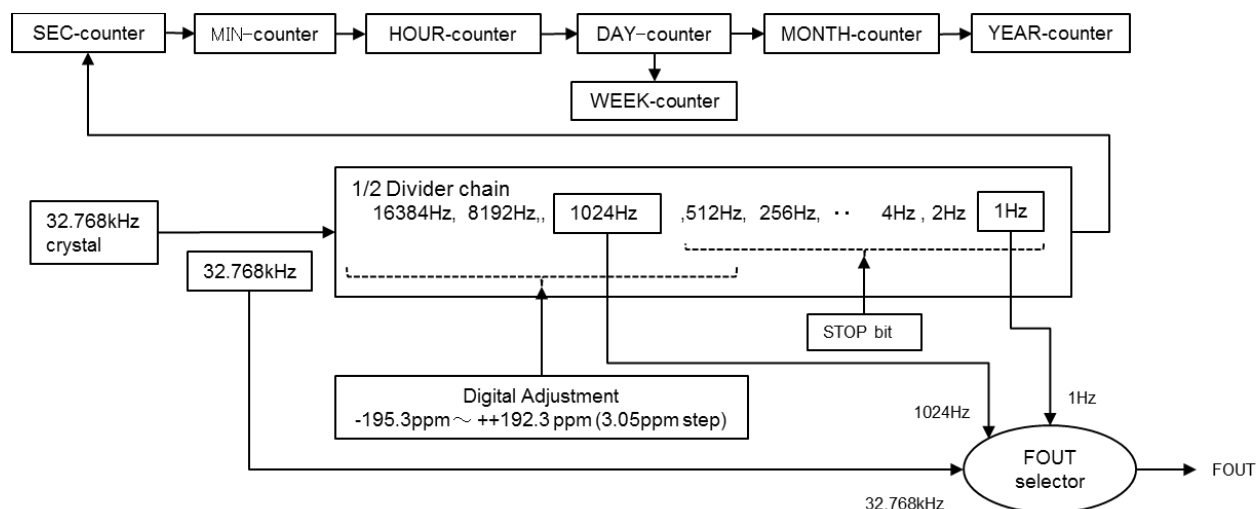 SEC-counter
MIN-counter
HOUR-counter
DAY-counter
MONTH-counter
YEAR-counter
WEEK-counter
1/2 Divider chain
16384Hz, 8192Hz,, 1024Hz ,512Hz, 256Hz, ·· 4Hz , 2Hz 1Hz
32.768kHz
crystal
32.768kHz
STOP bit
Digital Adjustment
-195.3ppm～ ++192.3 ppm (3.05ppm step)
1024Hz
1Hz
FOUT
selector
FOUT
32.768kHz